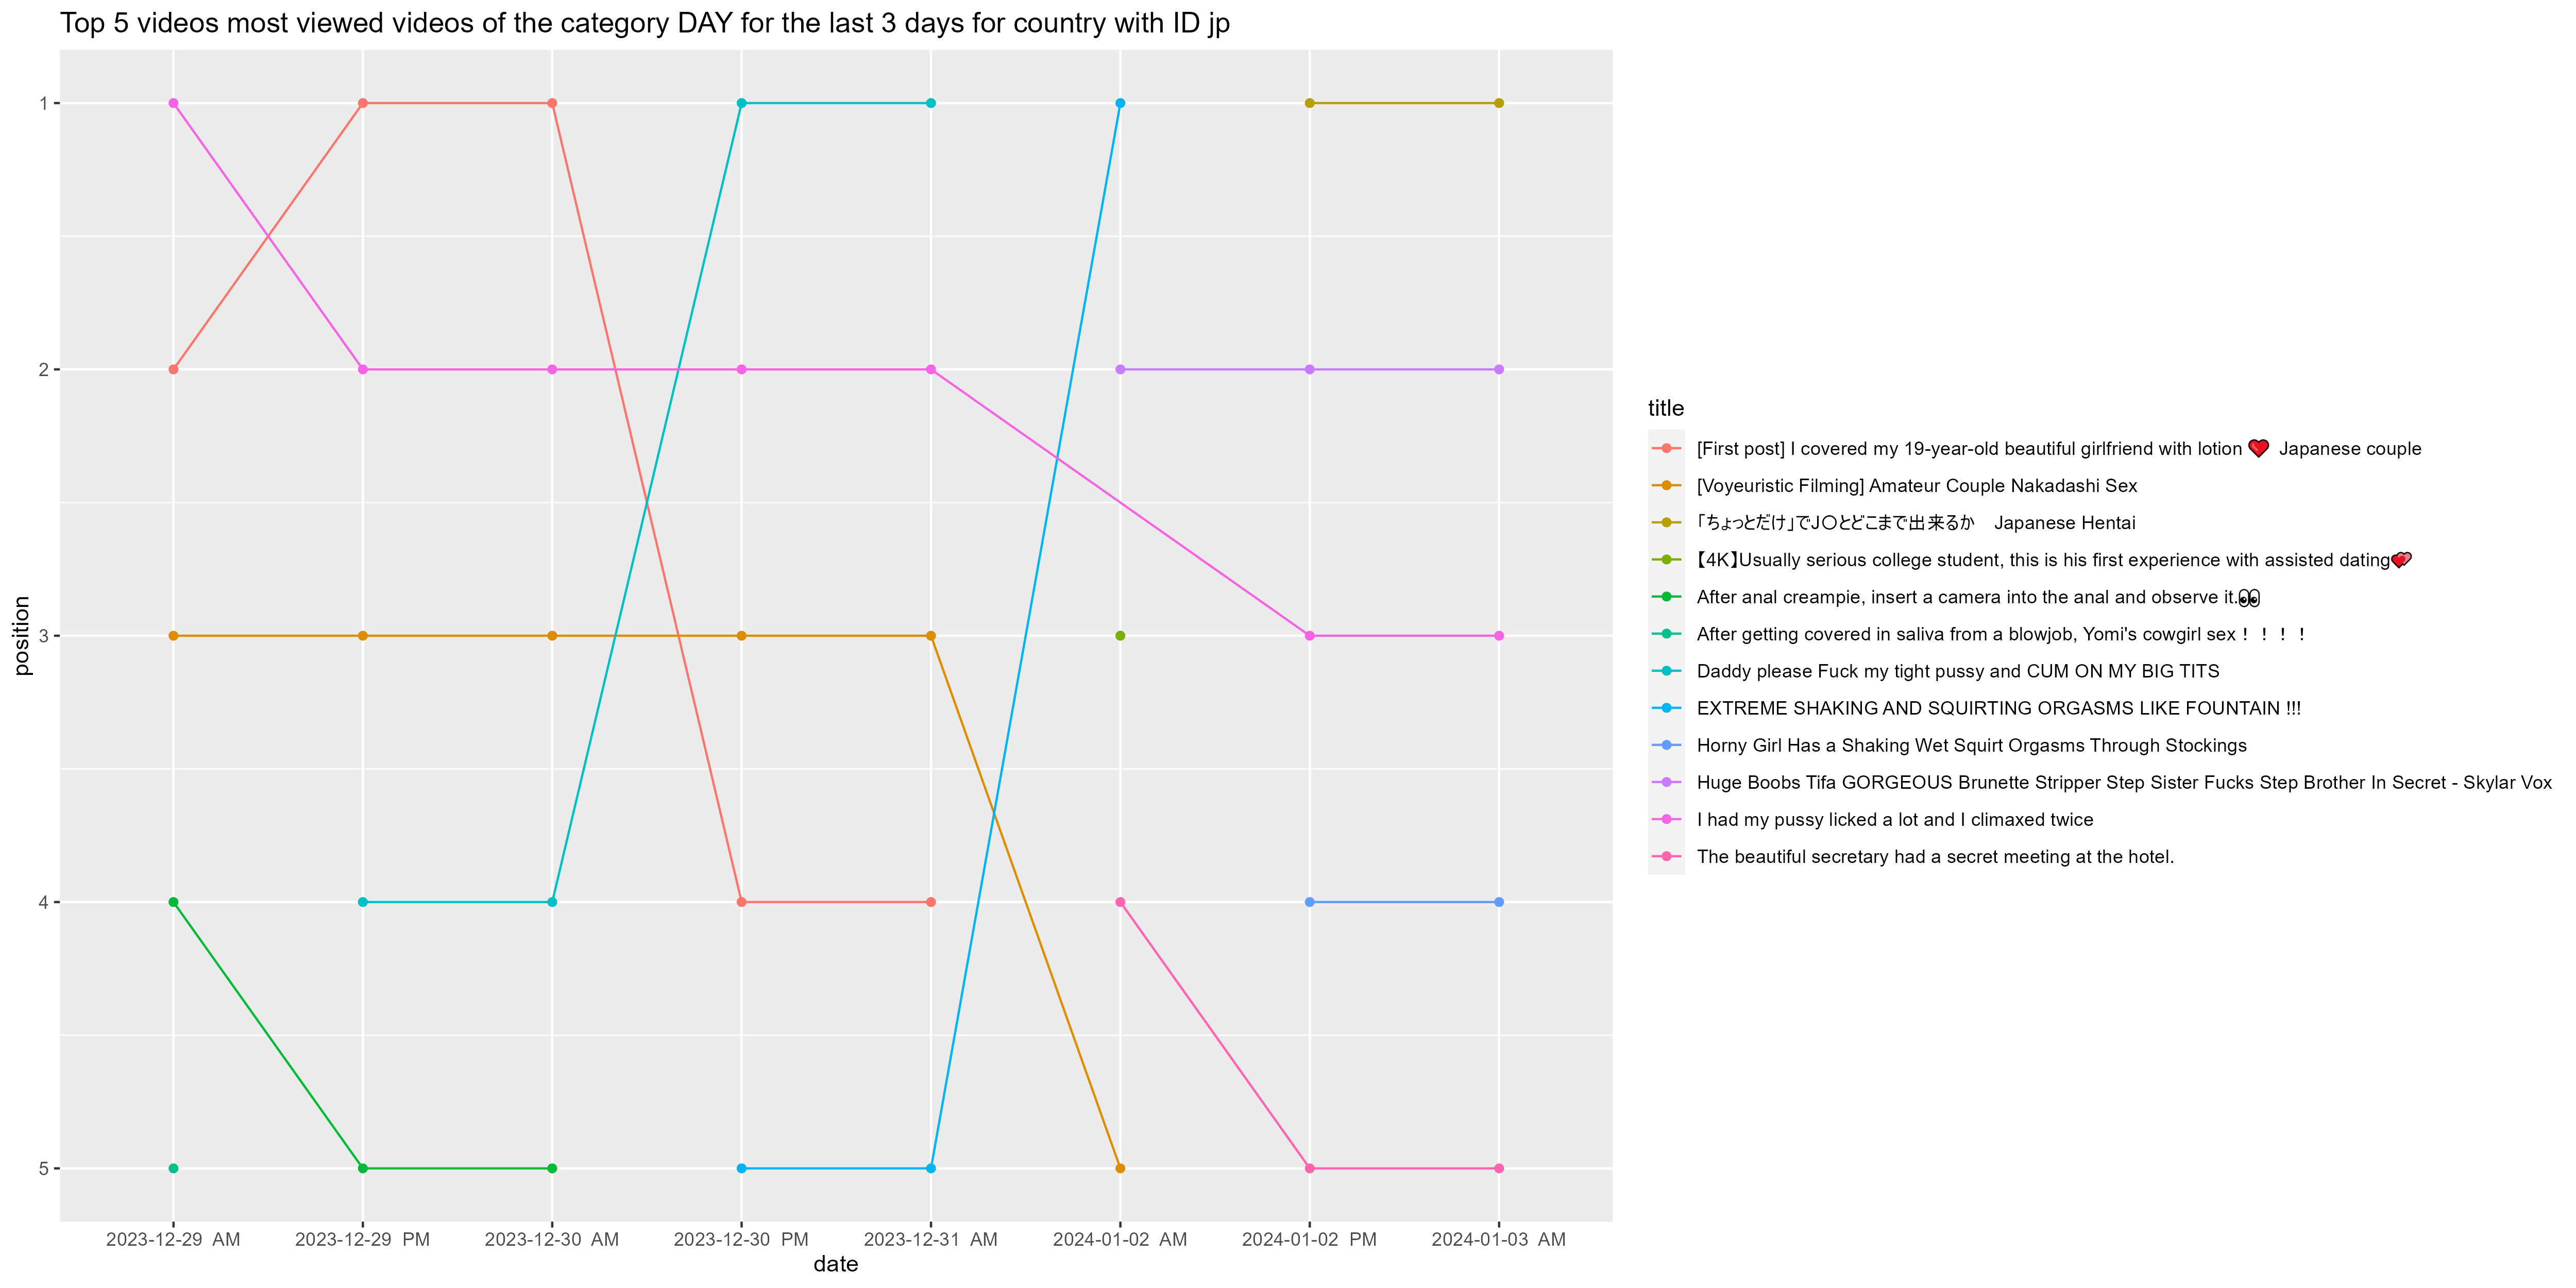 Top 5 videos most viewed videos of the category DAY for the last 3 days for country with ID jp
1
2
3
4
5
position
2023-12-29 AM
2023-12-29 PM
2023-12-30 AM
2023-12-30 PM
2023-12-31 AM
2024-01-02 AM
2024-01-02 PM
2024-01-03 AM
date
title
[First post] I covered my 19-year-old beautiful girlfriend with lotion ❤ Japanese couple
[Voyeuristic Filming] Amateur Couple Nakadashi Sex
「ちょっとだけ」でJ〇とどこまで出来るか　Japanese Hentai
【4K】Usually serious college student, this is his first experience with assisted dating💕
After anal creampie, insert a camera into the anal and observe it.👀
After getting covered in saliva from a blowjob, Yomi's cowgirl sex！！！！
Daddy please Fuck my tight pussy and CUM ON MY BIG TITS
EXTREME SHAKING AND SQUIRTING ORGASMS LIKE FOUNTAIN !!!
Horny Girl Has a Shaking Wet Squirt Orgasms Through Stockings
Huge Boobs Tifa GORGEOUS Brunette Stripper Step Sister Fucks Step Brother In Secret - Skylar Vox
I had my pussy licked a lot and I climaxed twice
The beautiful secretary had a secret meeting at the hotel.